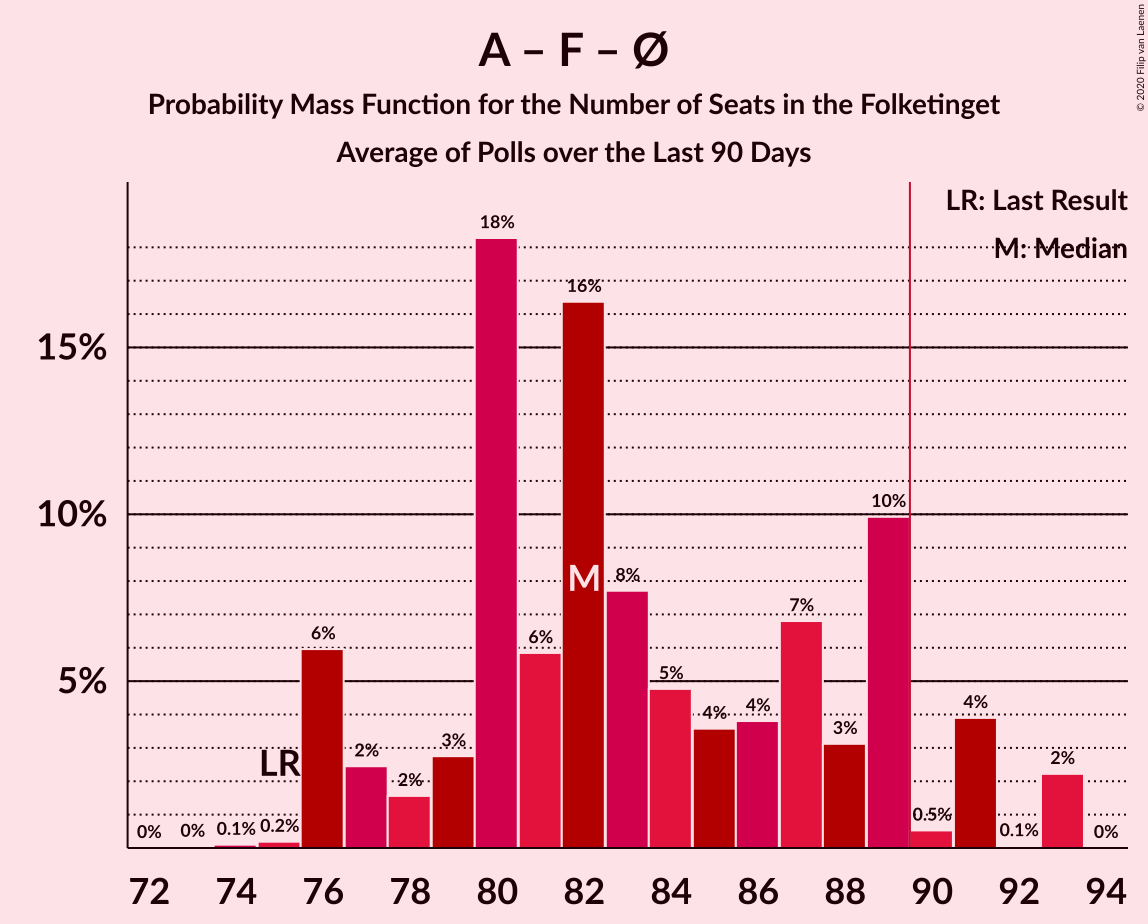 A – F – Ø
Probability Mass Function for the Number of Seats in the Folketinget
Average of Polls over the Last 90 Days
© 2020 Filip van Laenen
LR: Last Result
M: Median
15%
10%
5%
0%
0%
0.1%
0.2%
LR
6%
2%
2%
3%
18%
6%
16%
M
8%
5%
4%
4%
7%
3%
10%
0.5%
4%
0.1%
2%
0%
72 74 76 78 80 82 84 86 88 90 92 94